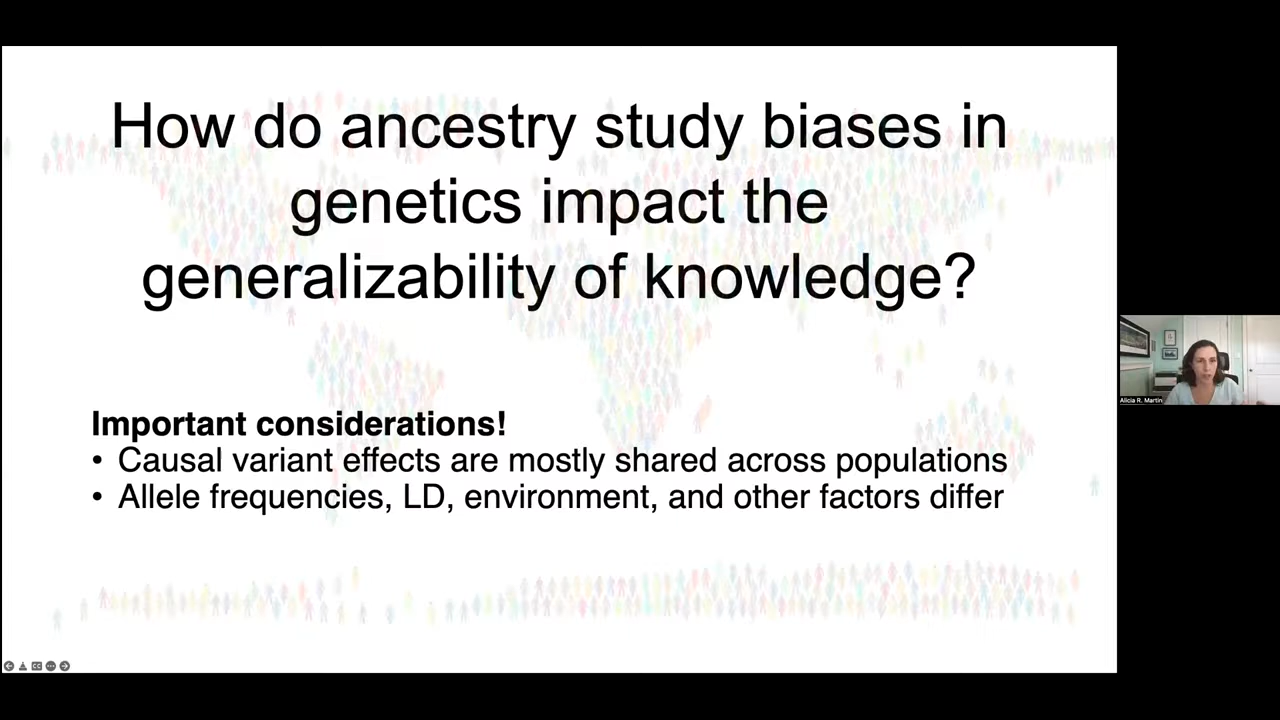 How do ancestry study biases in
genetics impact the
generalizability of knowledge?
Important considerations!
• Causal variant effects are mostly shared across populations
• Allele frequencies, LD, environment, and other factors differ
Alicia R. Martin